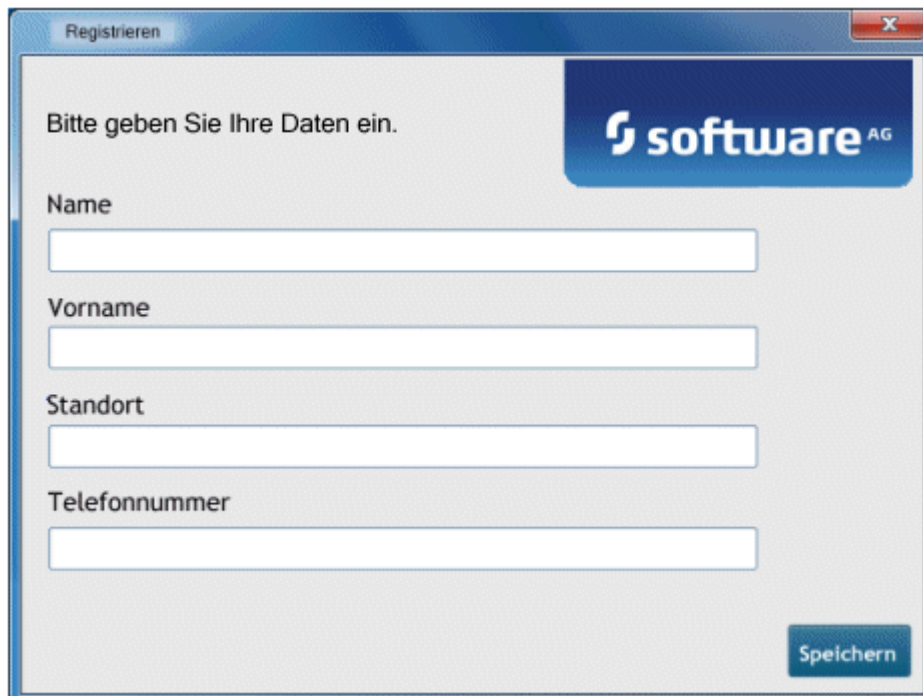 Registrieren
Bitte geben Sie Ihre Daten ein.
software AG
Name
Vorname
Standort
Telefonnummer
Speichern